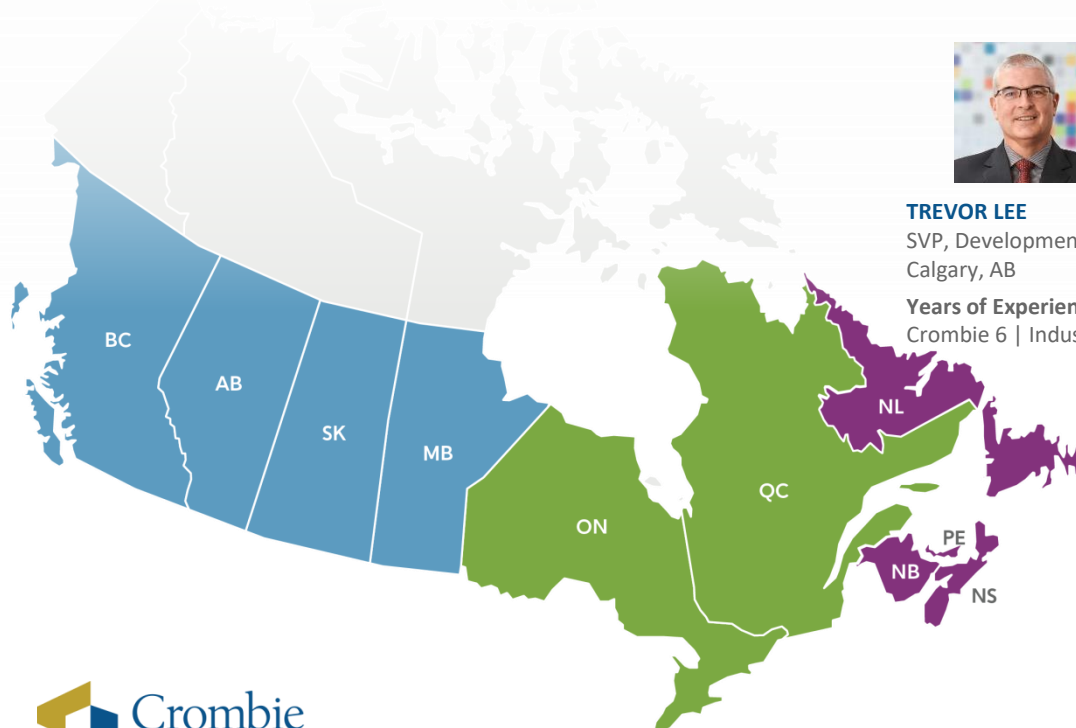 TREVOR LEE
SVP, Developmen
Calgary, AB
Years of Experien
Crombie 6 | Indus
BC
AB
SK
MB
ON
QC
NL
PE
NB
NS
Crombie